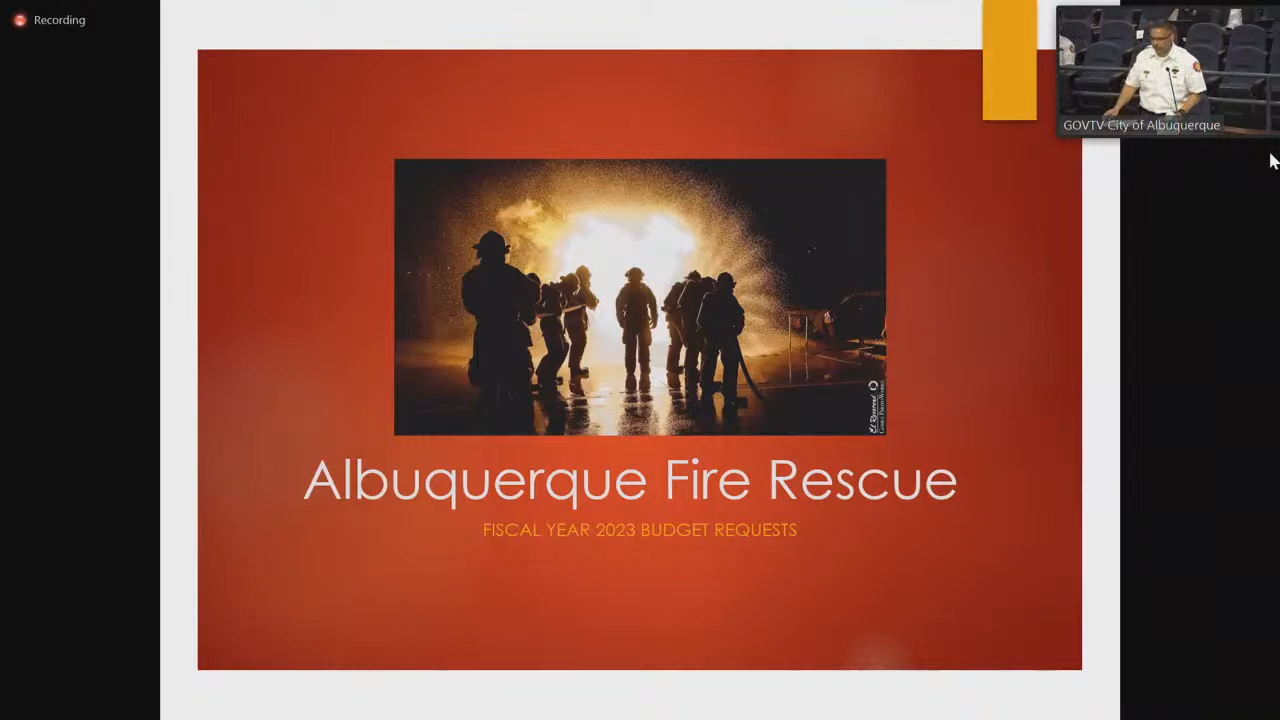 Recording
GOVTV City of Albuquerque
Albuquerque Fire Rescue
FISCAL YEAR 2023 BUDGET REQUESTS